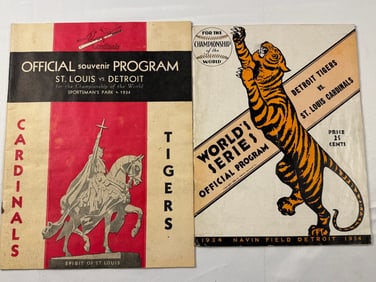 Cardinals
OFFICIAL souvenir PROGRAM
ST. LOUIS vs. DETROIT
for the Championship of the World
SPORTSMAN'S PARK • 1934
CARDINALS
TIGERS
SPIRIT OF ST. LOUIS
FOR THE
CHAMPIONSHIP
of the
WORLD
DETROIT TIGERS
VS
ST. LOUIS CARDINALS
WORLD'S
SERIES
OFFICIAL PROGRAM
PRICE
25
CENTS
1934 NAVIN FIELD DETROIT 1934